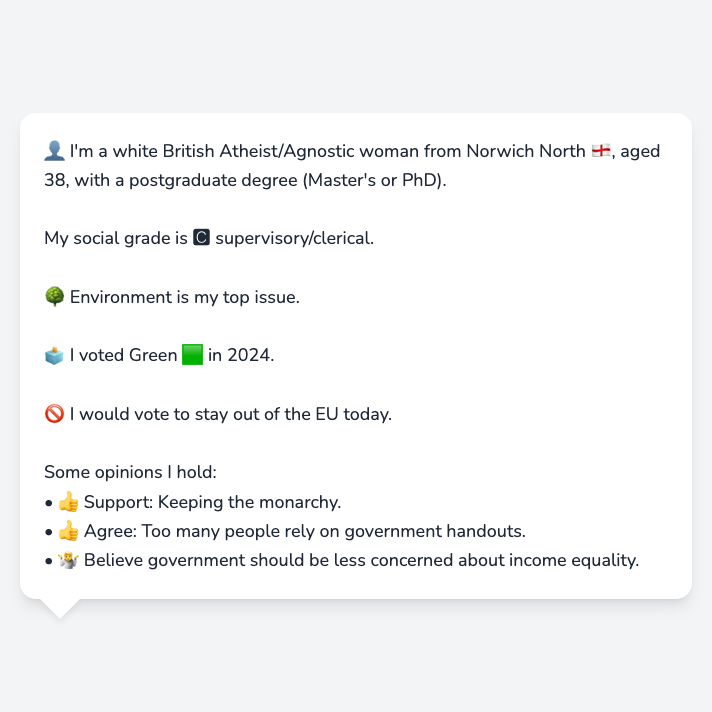 👤 I'm a white British Atheist/Agnostic woman from Norwich North 🏴󠁧󠁢󠁥󠁮󠁧󠁿, aged
38, with a postgraduate degree (Master's or PhD).
My social grade is 🅲 supervisory/clerical.
🌳 Environment is my top issue.
🗳️ I voted Green 🟩 in 2024.
🚫 I would vote to stay out of the EU today.
Some opinions I hold:
• 👍 Support: Keeping the monarchy.
• 👍 Agree: Too many people rely on government handouts.
• 🤷‍♀️ Believe government should be less concerned about income equality.